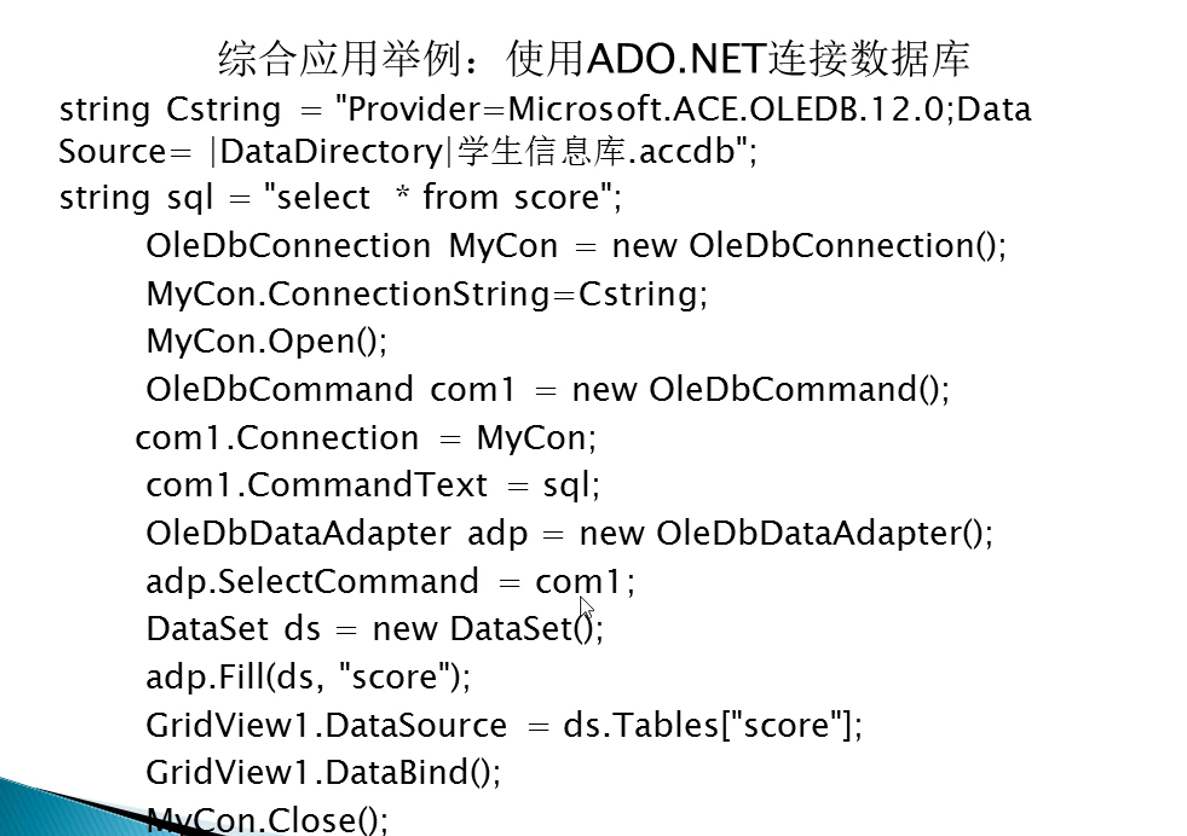 综合应用举例：使用ADO.NET连接数据库
string Cstring = "Provider=Microsoft.ACE.OLEDB.12.0;Data
Source= |DataDirectory|学生信息库.accdb";
string sql = "select * from score";
OleDbConnection MyCon = new OleDbConnection();
MyCon.ConnectionString=Cstring;
MyCon.Open();
OleDbCommand com1 = new OleDbCommand();
com1.Connection = MyCon;
com1.CommandText = sql;
OleDbDataAdapter adp = new OleDbDataAdapter();
adp.SelectCommand = com1;
DataSet ds = new DataSet();
adp.Fill(ds, "score");
GridView1.DataSource = ds.Tables["score"];
GridView1.DataBind();
MyCon.Close();